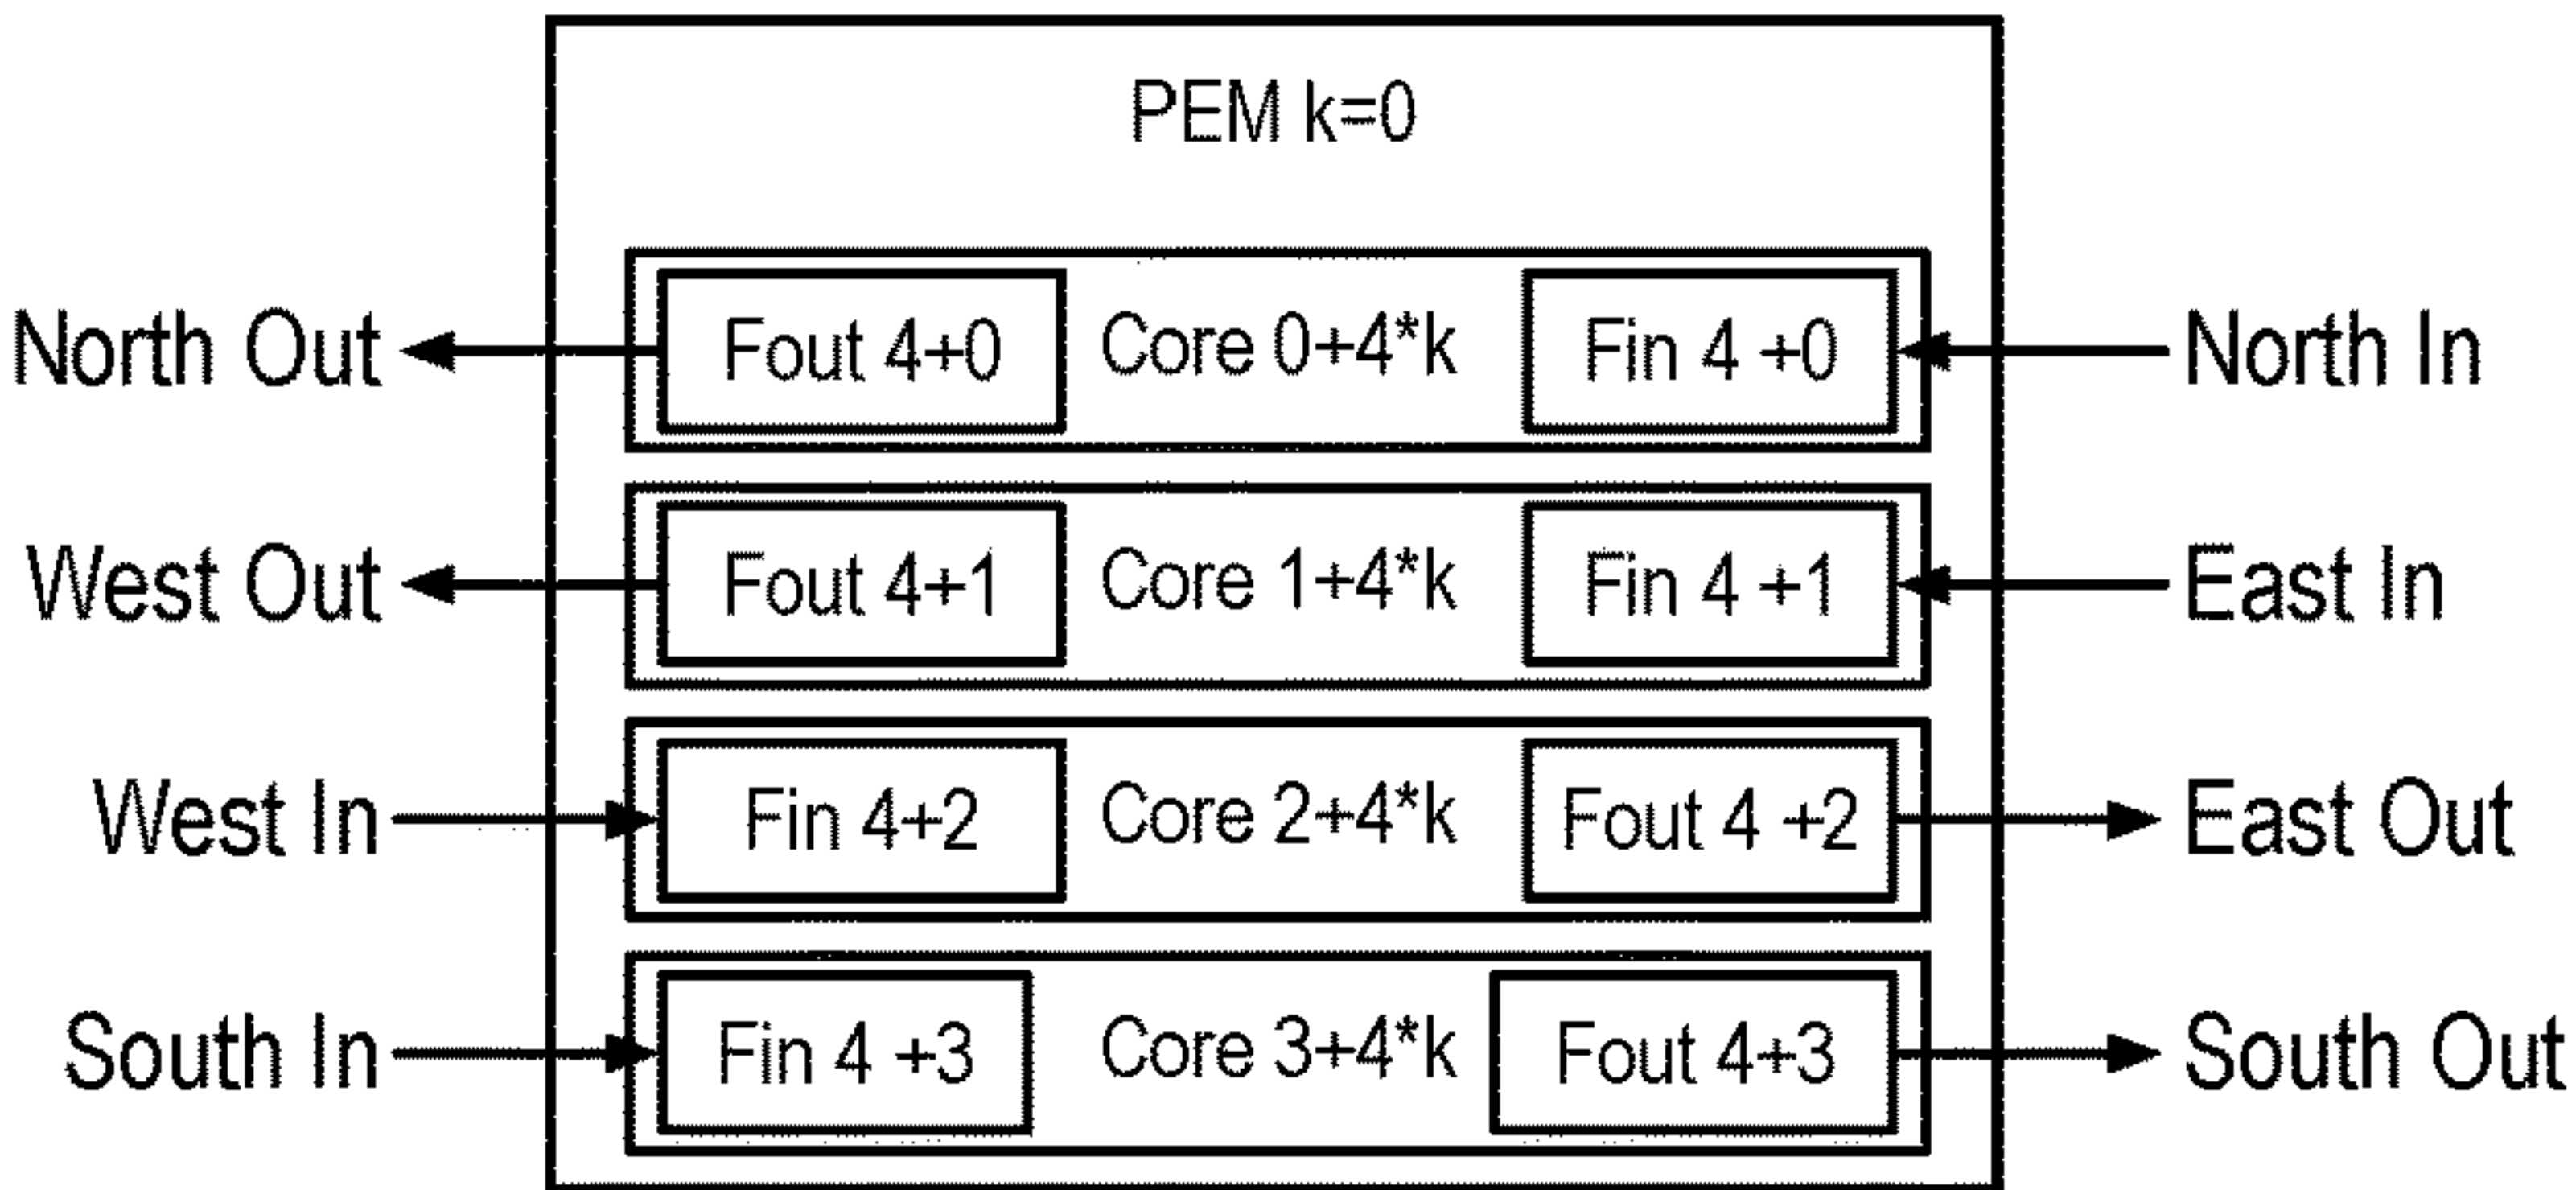 PEM k=0
North Out Fout 4+0 Core 0+4*k Fin 4 +0 North In
West Out Fout 4+1 Core 1+4*k Fin 4 +1 East In
West In Fin 4+2 Core 2+4*k Fout 4 +2 East Out
South In Fin 4 +3 Core 3+4*k Fout 4+3 South Out